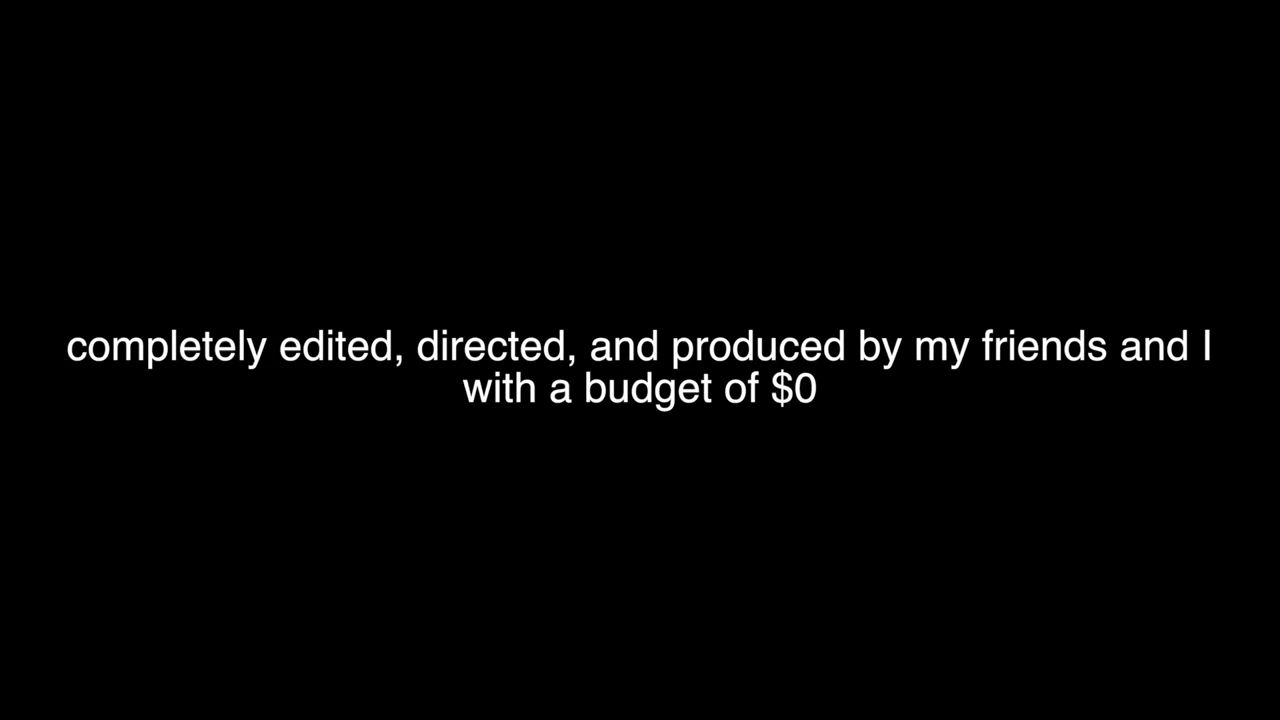 completely edited, directed, and produced by my friends and I
with a budget of $0